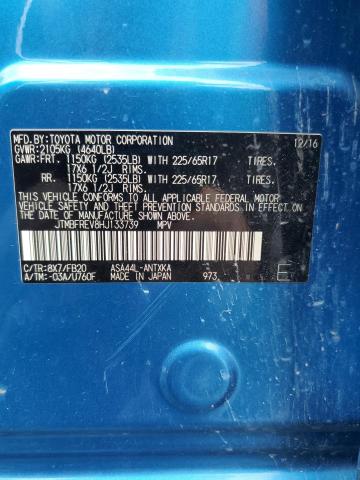 MFD.BY:TOYOTA MOTOR CORPORATION 12/16
GVWR:2105KG (4640LB)
GAWR:FRT. 1150KG (2535LB) WITH 225/65R17 TIRES.
17X6 1/2J RIMS.
RR. 1150KG (2535LB) WITH 225/65R17 TIRES.
17X6 1/2J RIMS.
THIS VEHICLE CONFORMS TO ALL APPLICABLE FEDERAL MOTOR
VEHICLE SAFETY STANDARDS IN EFFECT ON THE DATE OF
MANUFACTURE SHOWN ABOVE.
JTMBFREV8HJ133739 MPV
C/TR:8X7/FB20 ASA44L-ANTXKA E
A/TM:-03A/U760F MADE IN JAPAN 973